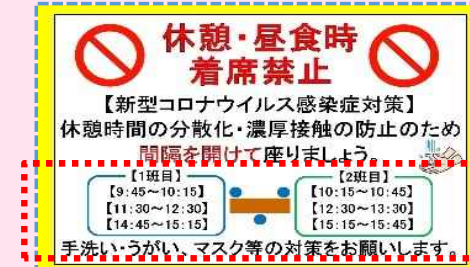 休憩・昼食時
着席禁止
【新型コロナウイルス感染症対策】
休憩時間の分散化・濃厚接触の防止のため
間隔を開けて座りましょう。
【1班目】
【9:45～10:15】
【11:30～12:30】
【14:45～15:15】
【2班目】
【10:15～10:45】
【12:30～13:30】
【15:15～15:45】
手洗い・うがい、マスク等の対策をお願いします。